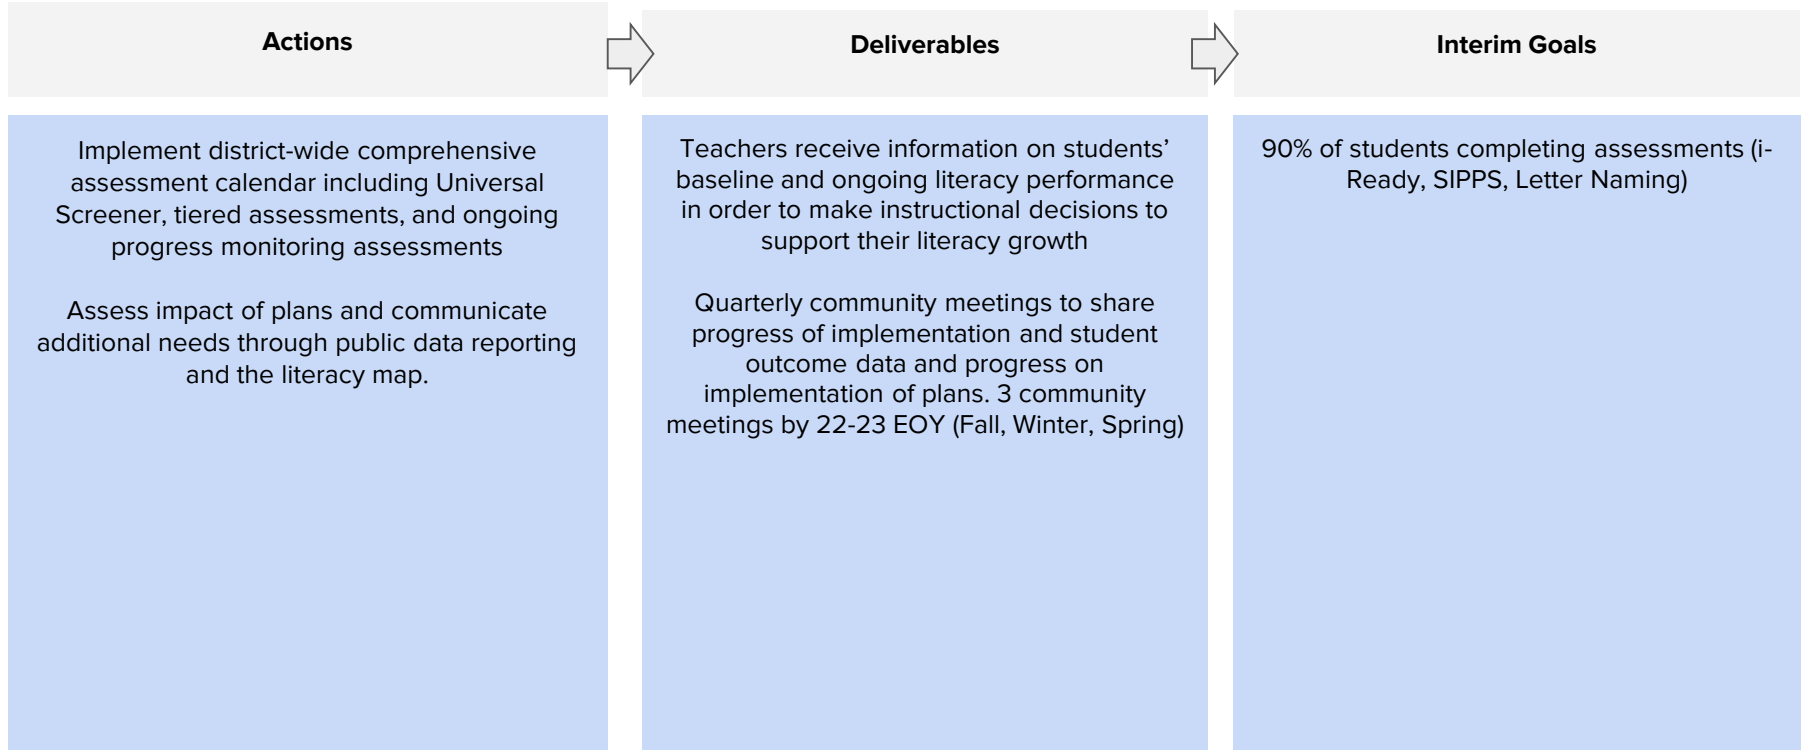 Actions
Deliverables
Interim Goals
Implement district-wide comprehensive
assessment calendar including Universal
Screener, tiered assessments, and ongoing
progress monitoring assessments
Assess impact of plans and communicate
additional needs through public data reporting
and the literacy map.
Teachers receive information on students’
baseline and ongoing literacy performance
in order to make instructional decisions to
support their literacy growth
Quarterly community meetings to share
progress of implementation and student
outcome data and progress on
implementation of plans. 3 community
meetings by 22-23 EOY (Fall, Winter, Spring)
90% of students completing assessments (i-
Ready, SIPPS, Letter Naming)